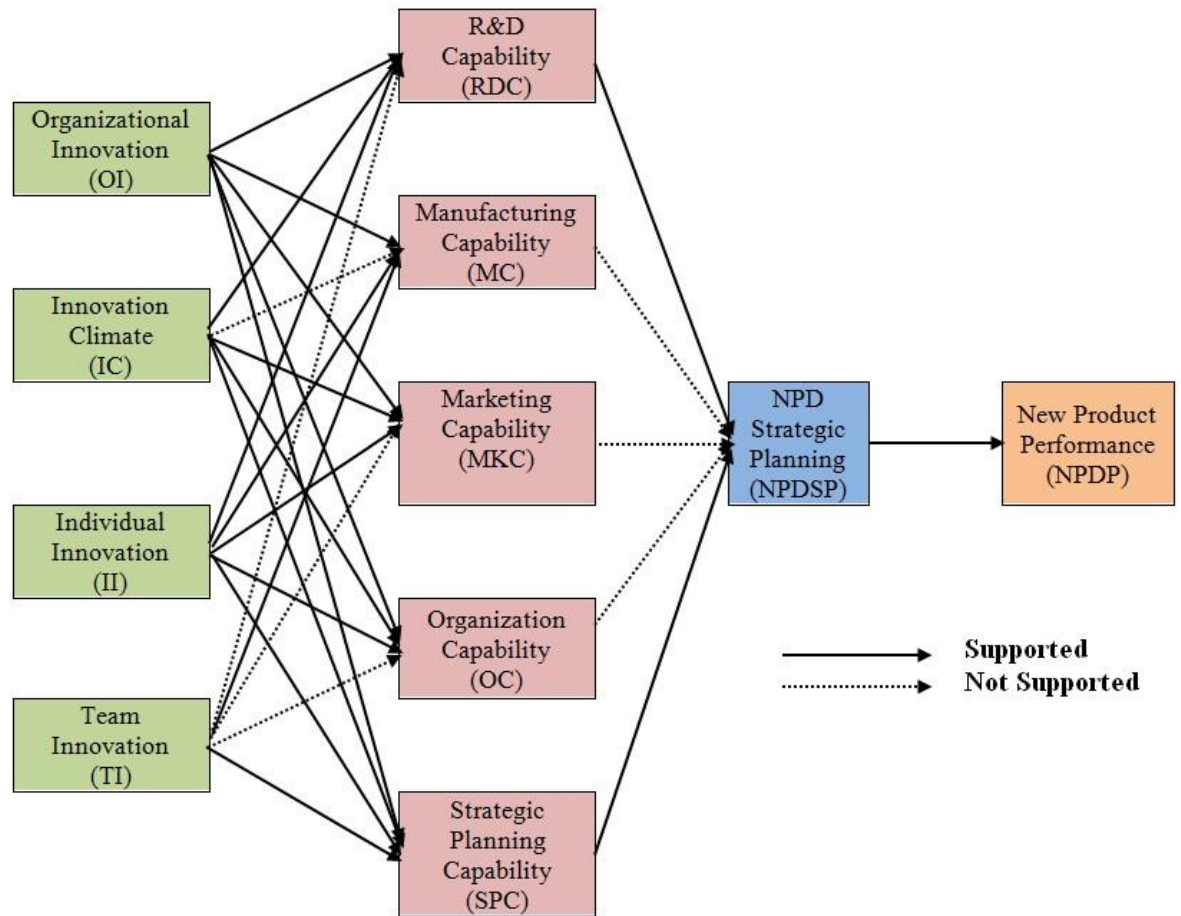 R&D
Capability
(RDC)
Organizational
Innovation
(OI)
Manufacturing
Capability
(MC)
Innovation
Climate
(IC)
Marketing
Capability
(MKC)
NPD
Strategic
Planning
(NPDSP)
New Product
Performance
(NPDP)
Individual
Innovation
(II)
Organization
Capability
(OC)
Supported
Not Supported
Team
Innovation
(TI)
Strategic
Planning
Capability
(SPC)